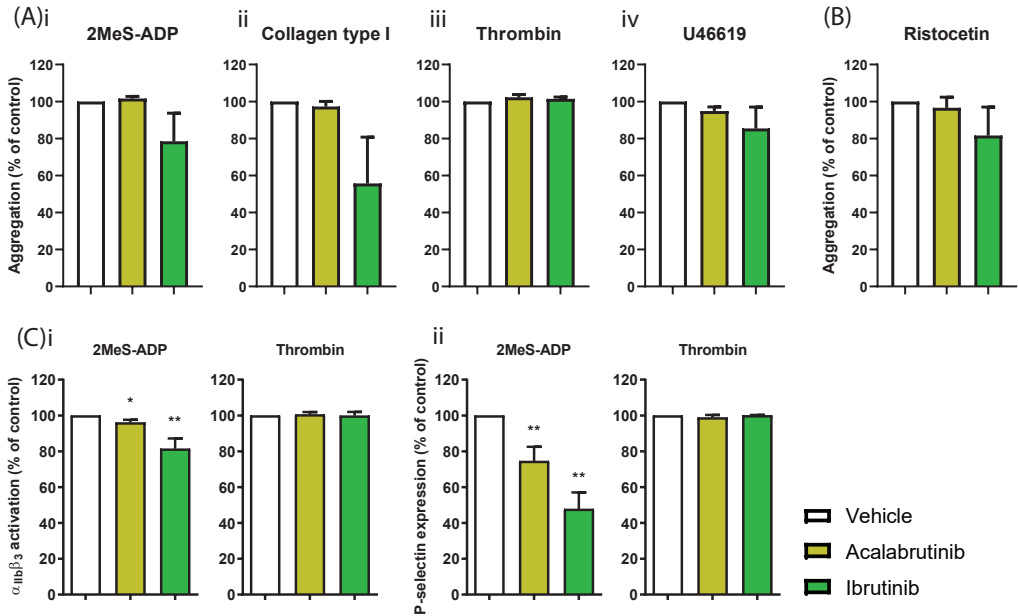 (A)i
2MeS-ADP
Aggregation (% of control)
120
100
80
60
40
20
0
ii
Collagen type I
120
100
80
60
40
20
0
iii
Thrombin
120
100
80
60
40
20
0
iv
U46619
120
100
80
60
40
20
0
(B)
Ristocetin
Aggregation (% of control)
120
100
80
60
40
20
0
(C)i
2MeS-ADP
αIIbβ3 activation (% of control)
120
100
80
60
40
20
0
*
**
Thrombin
120
100
80
60
40
20
0
ii
2MeS-ADP
P-selectin expression (% of control)
120
100
80
60
40
20
0
**
**
Thrombin
120
100
80
60
40
20
0
Vehicle
Acalabrutinib
Ibrutinib